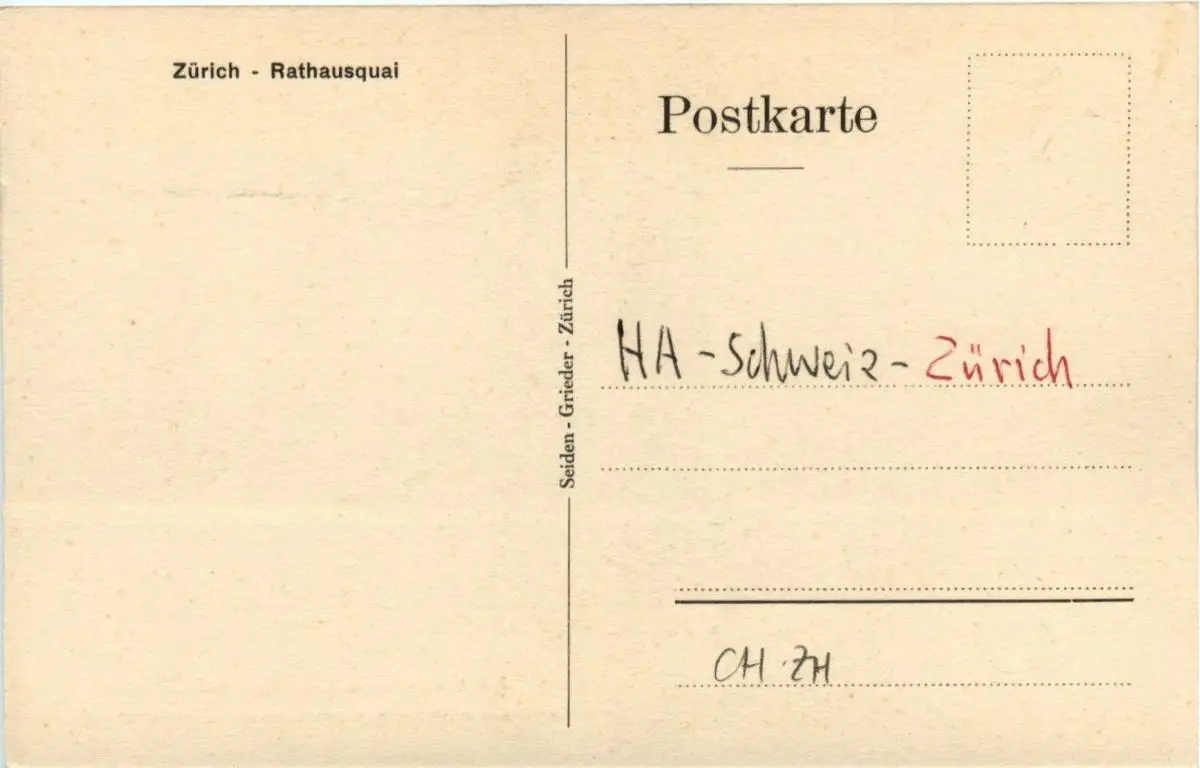 Zürich - Rathausquai
Postkarte
Seiden - Grieder - Zürich
HA - Schweiz - Zürich
CH · ZH